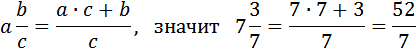 a b/c = (a · c + b)/c, значит 7 3/7 = (7 · 7 + 3)/7 = 52/7